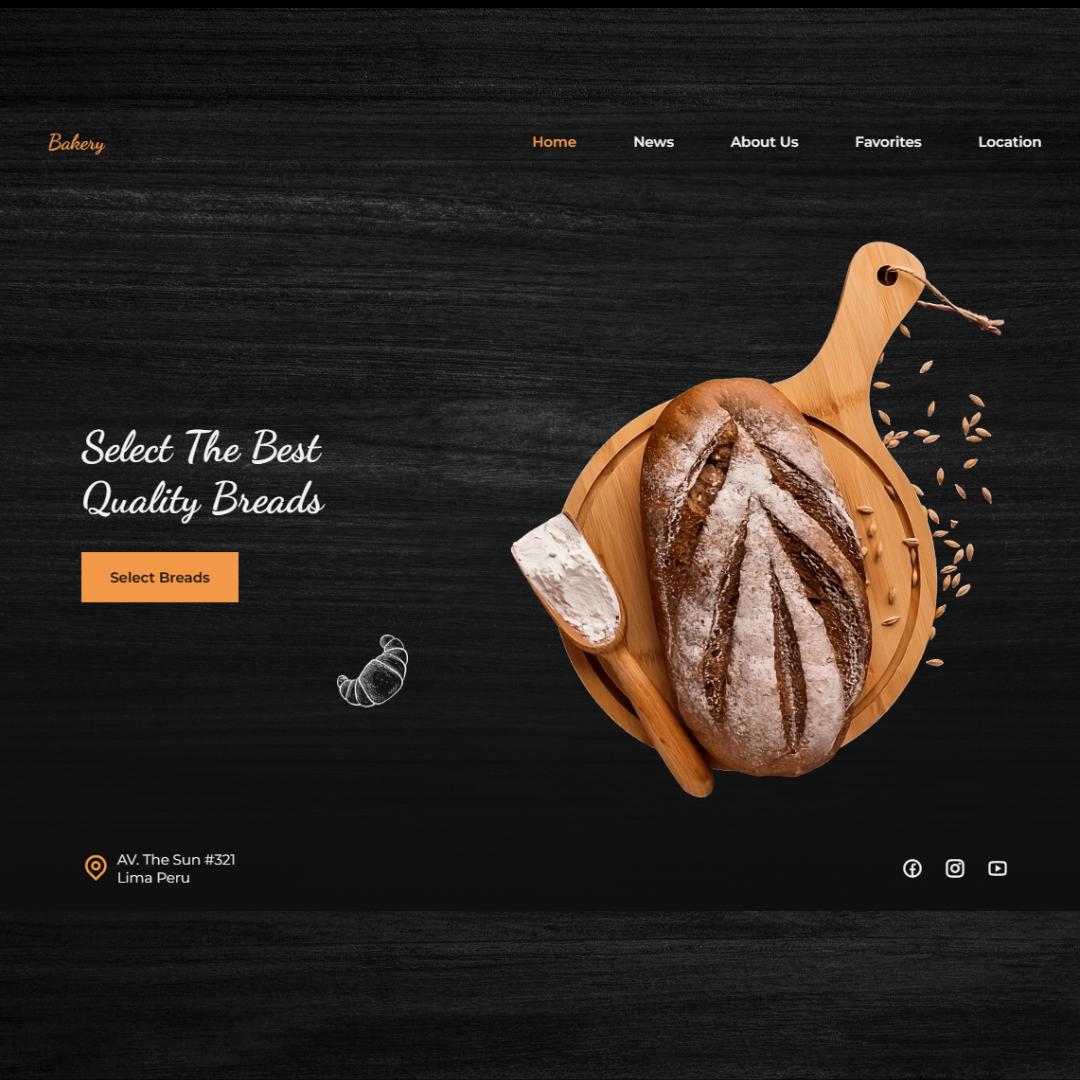 Bakery
Home News About Us Favorites Location
Select The Best
Quality Breads
Select Breads
AV. The Sun #321
Lima Peru